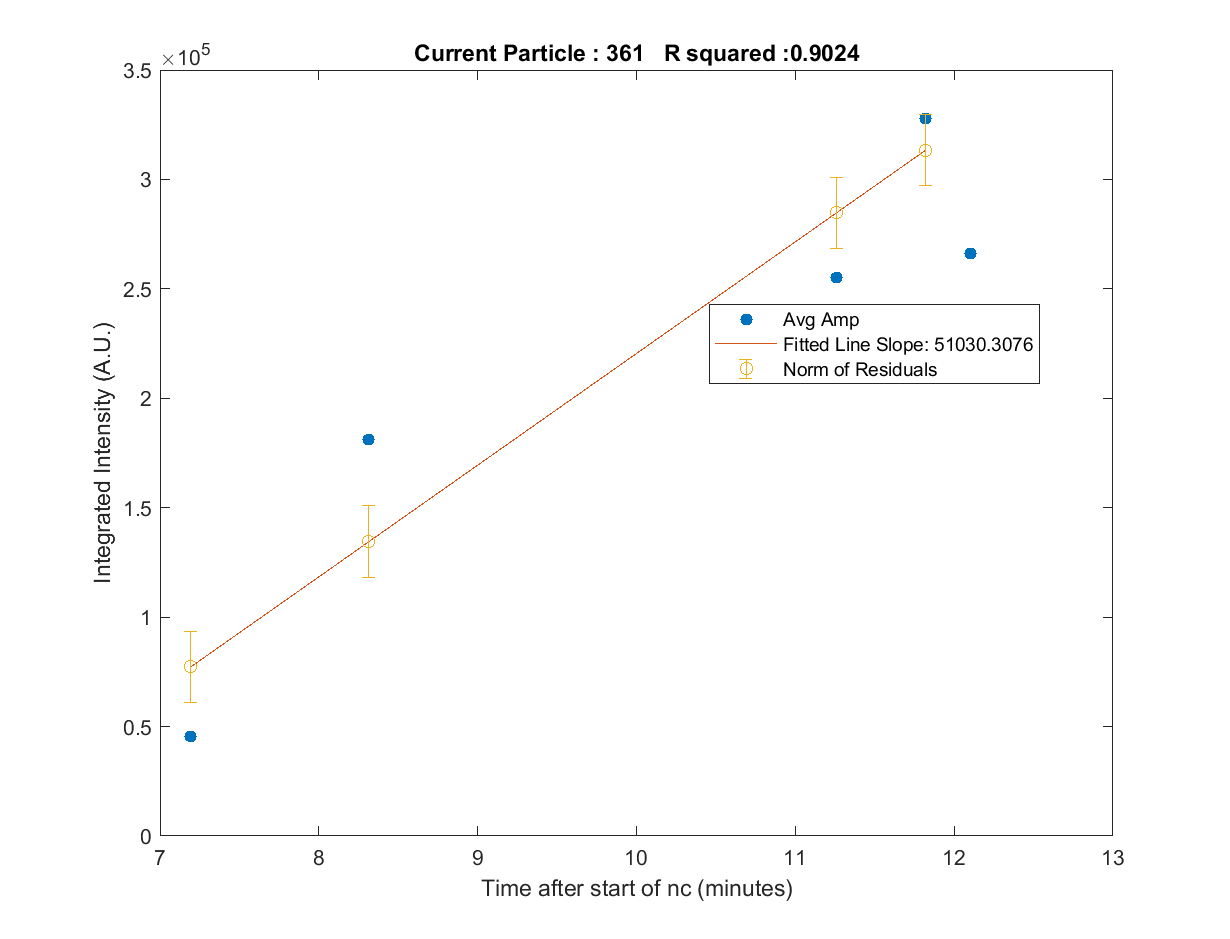 Current Particle : 361 R squared :0.9024
×10^5
3.5
3
2.5
2
1.5
1
0.5
0
7 8 9 10 11 12 13
Integrated Intensity (A.U.)
Time after start of nc (minutes)
Avg Amp
Fitted Line Slope: 51030.3076
Norm of Residuals